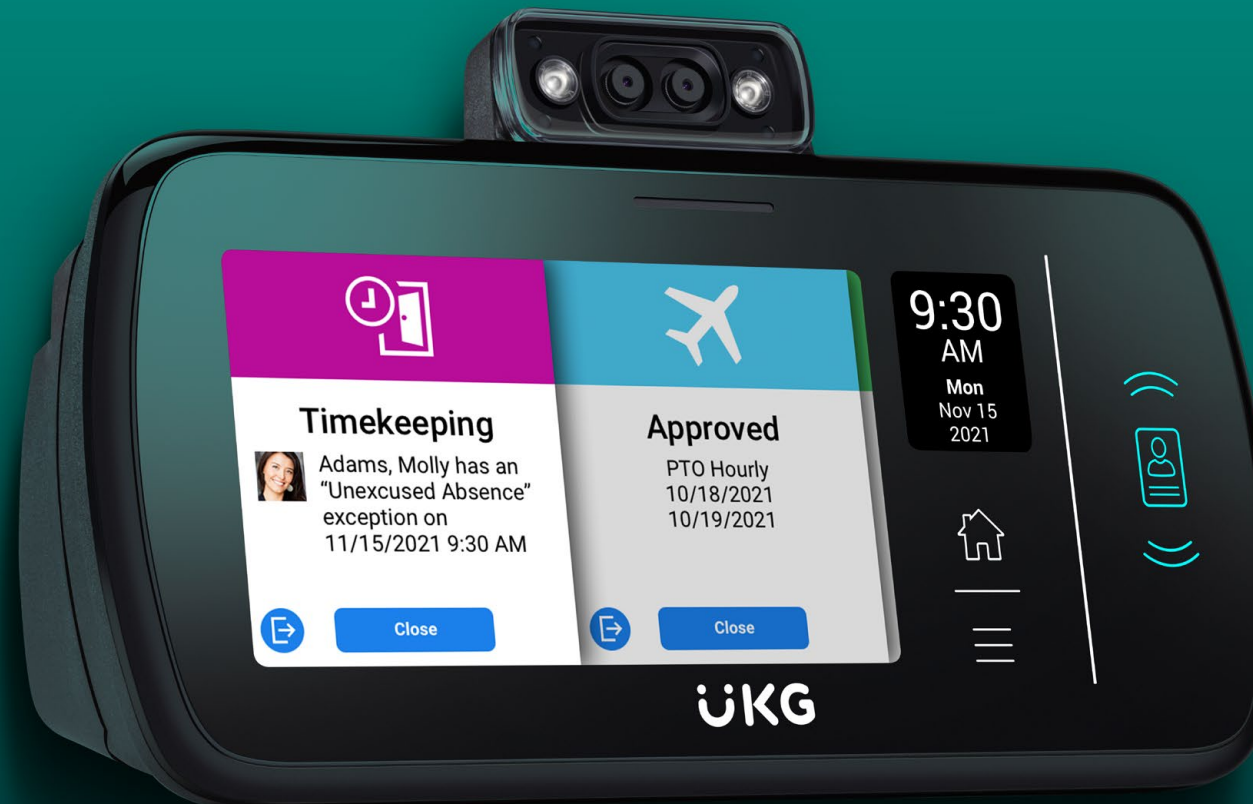 Timekeeping
Adams, Molly has an
“Unexcused Absence”
exception on
11/15/2021 9:30 AM
Close
Approved
PTO Hourly
10/18/2021
10/19/2021
Close
9:30
AM
Mon
Nov 15
2021
UKG